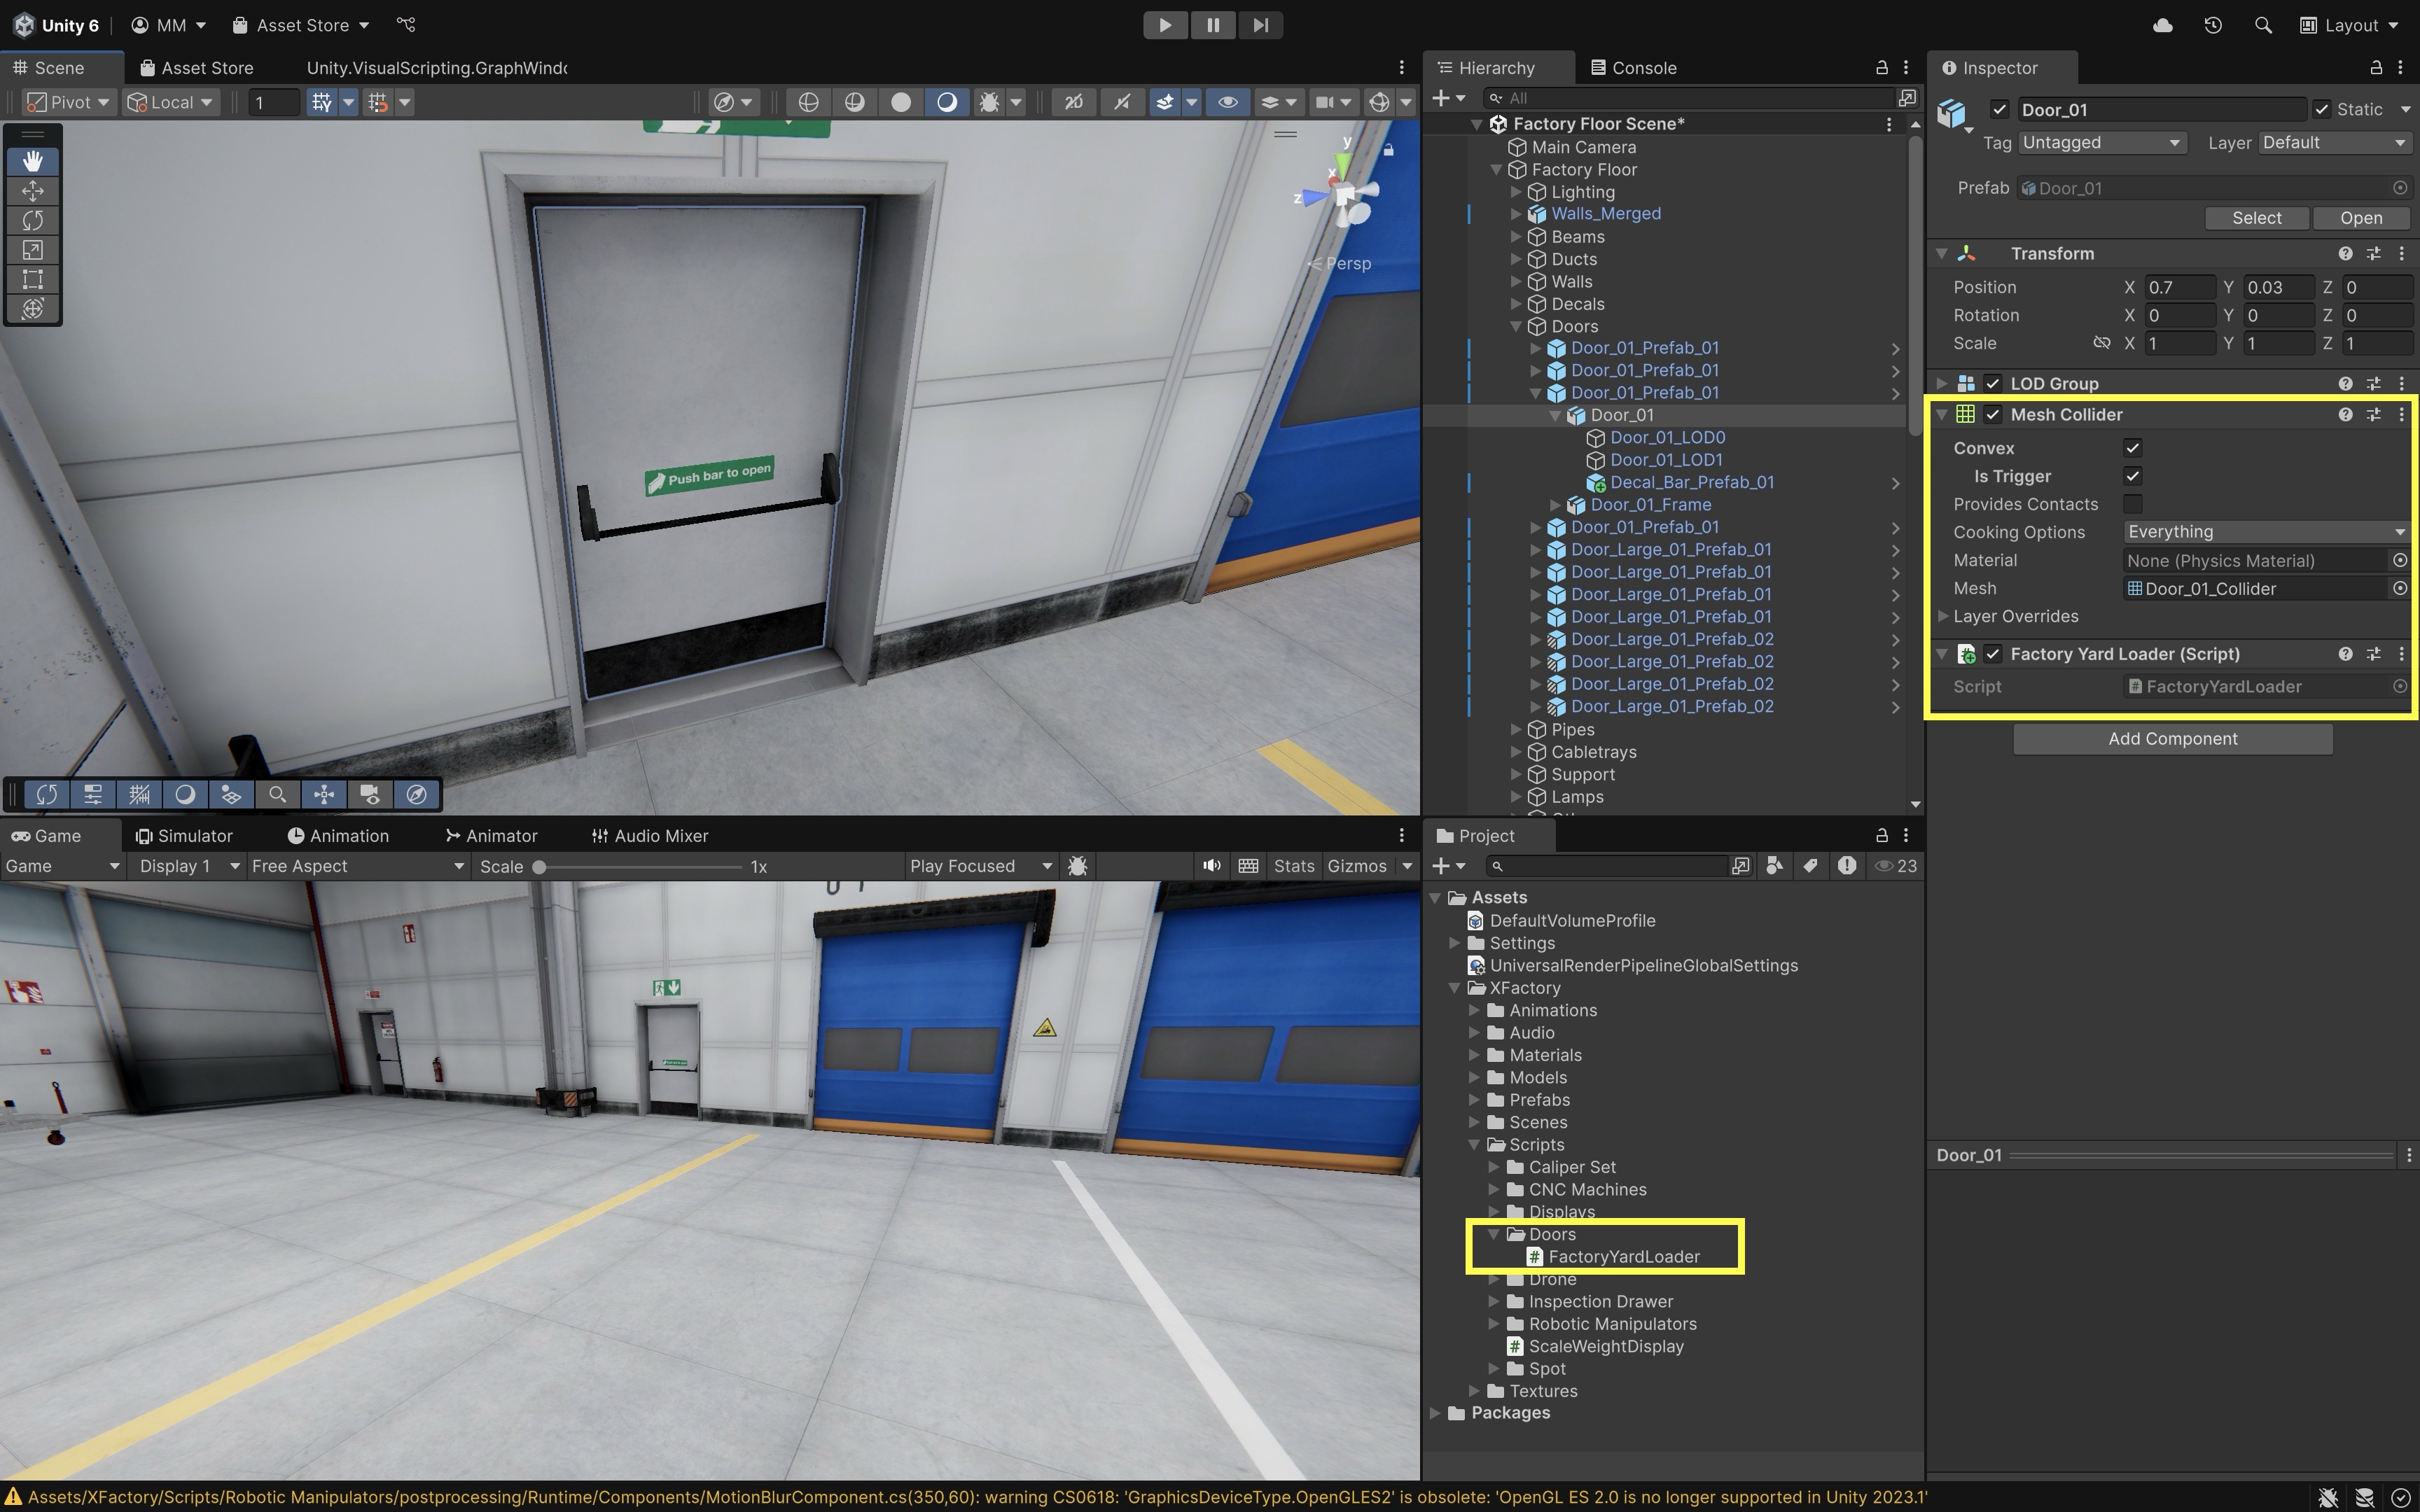 Unity 6
MM
Asset Store
Layout
Scene
Asset Store
Unity.VisualScripting.GraphWindo
Pivot
Local
1
2D
y
x
z
Persp
Push bar to open
Hierarchy
Console
All
Factory Floor Scene*
Main Camera
Factory Floor
Lighting
Walls_Merged
Beams
Ducts
Walls
Decals
Doors
Door_01_Prefab_01
Door_01_Prefab_01
Door_01_Prefab_01
Door_01
Door_01_LOD0
Door_01_LOD1
Decal_Bar_Prefab_01
Door_01_Frame
Door_01_Prefab_01
Door_Large_01_Prefab_01
Door_Large_01_Prefab_01
Door_Large_01_Prefab_01
Door_Large_01_Prefab_01
Door_Large_01_Prefab_02
Door_Large_01_Prefab_02
Door_Large_01_Prefab_02
Door_Large_01_Prefab_02
Pipes
Cabletrays
Support
Lamps
Inspector
Door_01
Static
Tag Untagged Layer Default
Prefab Door_01
Select Open
Transform
Position X 0.7 Y 0.03 Z 0
Rotation X 0 Y 0 Z 0
Scale X 1 Y 1 Z 1
LOD Group
Mesh Collider
Convex
Is Trigger
Provides Contacts
Cooking Options Everything
Material None (Physics Material)
Mesh Door_01_Collider
Layer Overrides
Factory Yard Loader (Script)
Script FactoryYardLoader
Add Component
Door_01
Game
Simulator
Animation
Animator
Audio Mixer
Game
Display 1
Free Aspect
Scale 1x
Play Focused
Stats
Gizmos
Project
23
Assets
DefaultVolumeProfile
Settings
UniversalRenderPipelineGlobalSettings
XFactory
Animations
Audio
Materials
Models
Prefabs
Scenes
Scripts
Caliper Set
CNC Machines
Displays
Doors
FactoryYardLoader
Drone
Inspection Drawer
Robotic Manipulators
ScaleWeightDisplay
Spot
Textures
Packages
Assets/XFactory/Scripts/Robotic Manipulators/postprocessing/Runtime/Components/MotionBlurComponent.cs(350,60): warning CS0618: 'GraphicsDeviceType.OpenGLES2' is obsolete: 'OpenGL ES 2.0 is no longer supported in Unity 2023.1'